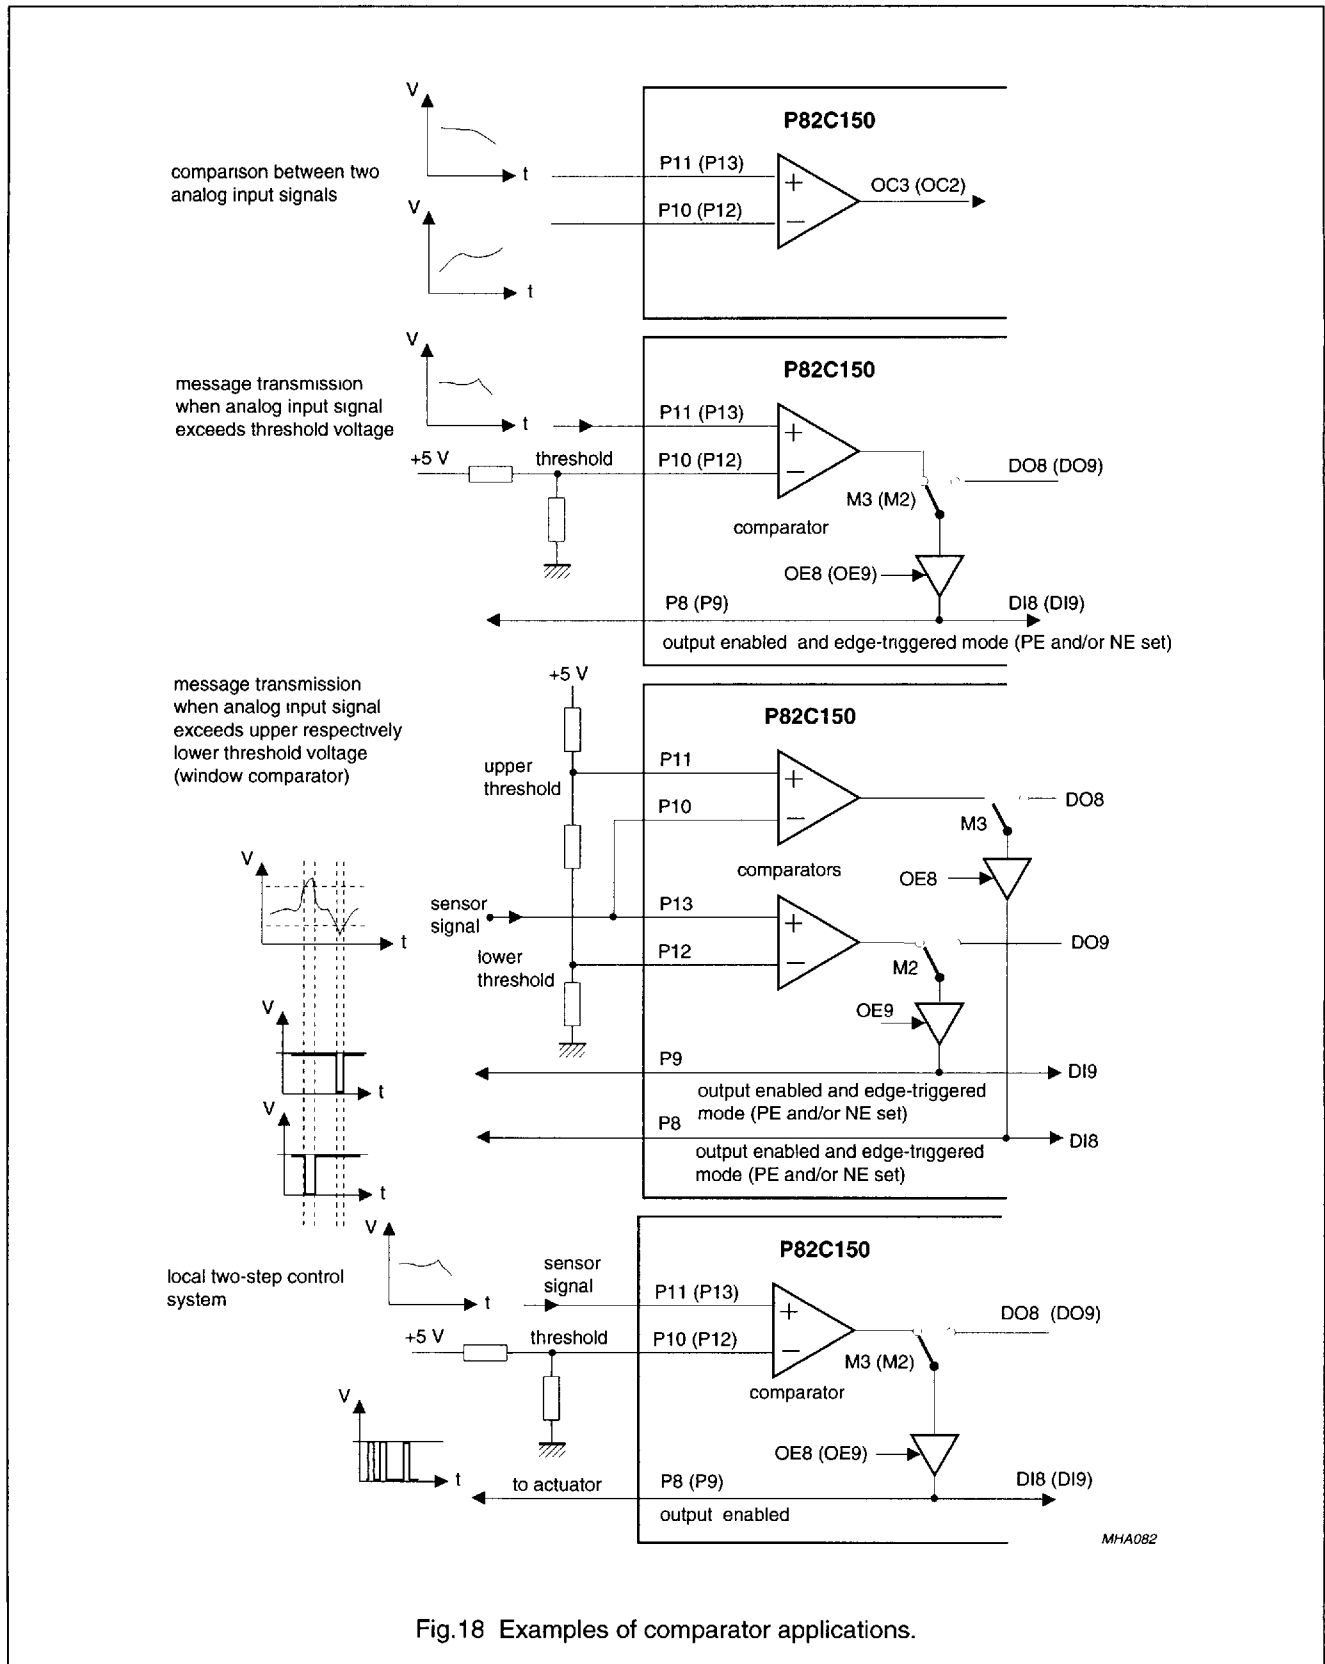 V
P82C150
comparison between two
analog input signals
t
P11 (P13)
+
OC3 (OC2)
V
P10 (P12)
−
t
V
P82C150
message transmission
when analog input signal
exceeds threshold voltage
t
P11 (P13)
+
+5 V
threshold
P10 (P12)
−
DO8 (DO9)
M3 (M2)
comparator
OE8 (OE9)
P8 (P9)
DI8 (DI9)
output enabled and edge-triggered mode (PE and/or NE set)
message transmission
when analog input signal
exceeds upper respectively
lower threshold voltage
(window comparator)
+5 V
P82C150
upper
threshold
P11
+
P10
−
DO8
M3
comparators
OE8
V
t
sensor
signal
P13
+
DO9
lower
threshold
P12
−
M2
OE9
V
t
P9
DI9
output enabled and edge-triggered
mode (PE and/or NE set)
V
P8
DI8
output enabled and edge-triggered
mode (PE and/or NE set)
t
V
P82C150
local two-step control
system
t
sensor
signal
P11 (P13)
+
DO8 (DO9)
+5 V
threshold
P10 (P12)
−
M3 (M2)
comparator
V
t
OE8 (OE9)
to actuator
P8 (P9)
DI8 (DI9)
output enabled
MHA082
Fig.18 Examples of comparator applications.